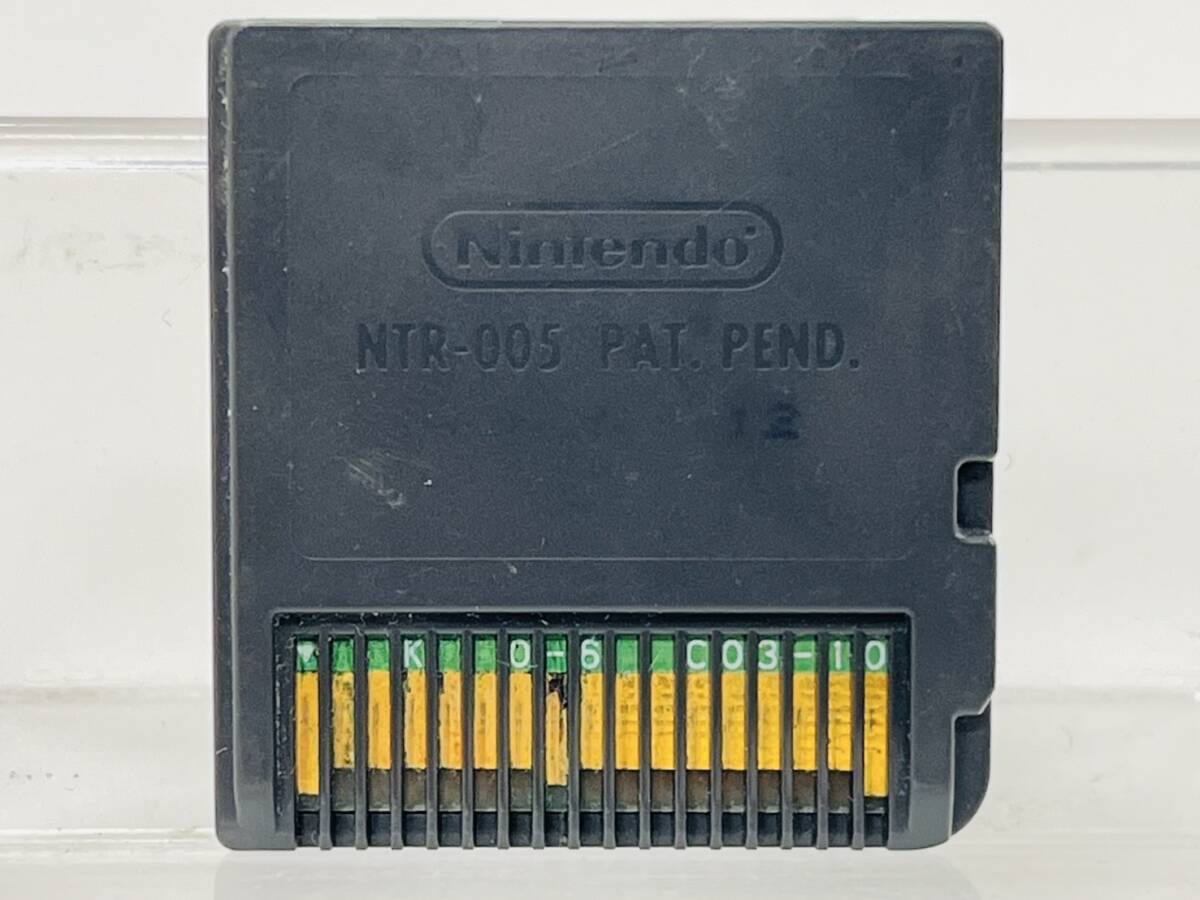 Nintendo
NTR-005 PAT. PEND.
12
▼ K 0-6 C03-10